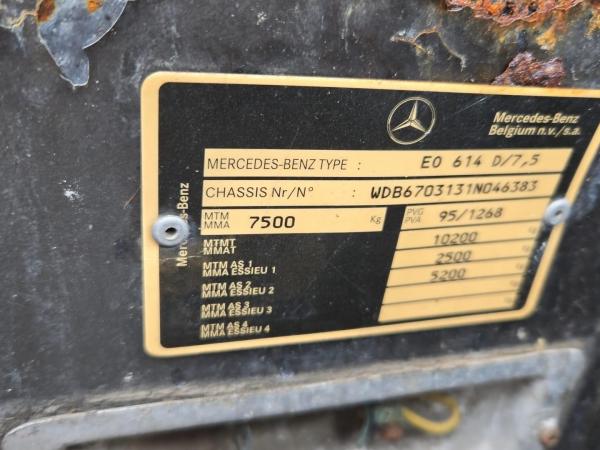 Mercedes-Benz
Belgium n.v./s.a.
MERCEDES-BENZ TYPE : EO 614 D/7,5
CHASSIS Nr/N° : WDB6703131N046383
MTM
MMA 7500 Kg
PVG
PVA 95/1268
MTMT
MMAT 10200 Kg
MTM AS 1
MMA ESSIEU 1 2500
MTM AS 2
MMA ESSIEU 2 5200
MTM AS 3
MMA ESSIEU 3
MTM AS 4
MMA ESSIEU 4
Mercedes-Benz